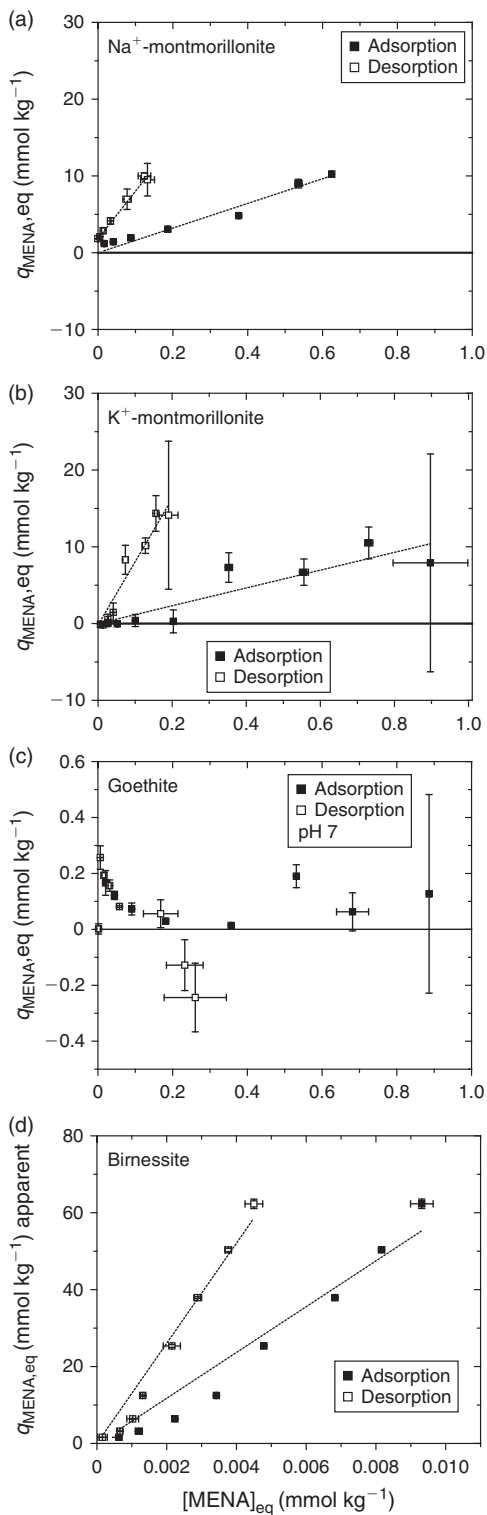 (a)
Na⁺-montmorillonite
Adsorption
Desorption
q_MENA,eq (mmol kg⁻¹)
30
20
10
0
−10
0 0.2 0.4 0.6 0.8 1.0
(b)
K⁺-montmorillonite
q_MENA,eq (mmol kg⁻¹)
30
20
10
0
−10
Adsorption
Desorption
0 0.2 0.4 0.6 0.8 1.0
(c)
Goethite
Adsorption
Desorption
pH 7
q_MENA,eq (mmol kg⁻¹)
0.6
0.4
0.2
0
−0.2
−0.4
0 0.2 0.4 0.6 0.8 1.0
(d)
Birnessite
q_MENA,eq (mmol kg⁻¹) apparent
80
60
40
20
0
Adsorption
Desorption
0 0.002 0.004 0.006 0.008 0.010
[MENA]eq (mmol kg⁻¹)